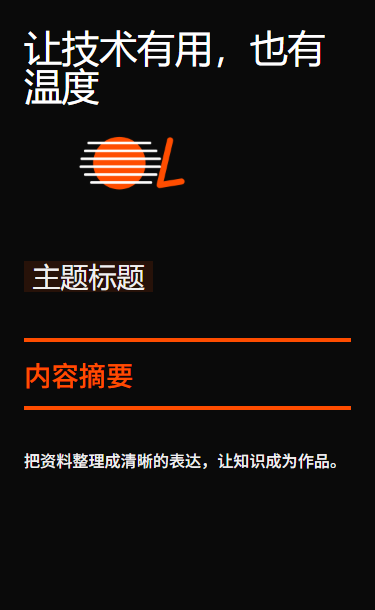 让技术有用，也有
温度
主题标题
内容摘要
把资料整理成清晰的表达，让知识成为作品。